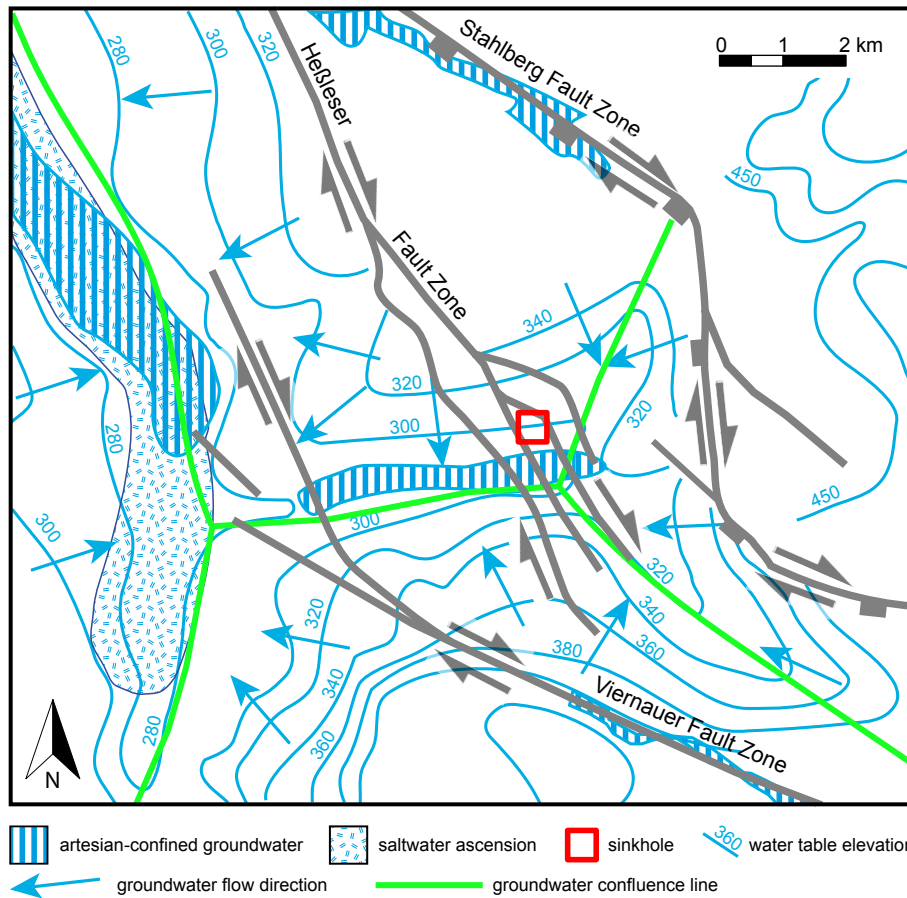 280
300
320
Heßleser
Fault Zone
Stahlberg Fault Zone
0 1 2 km
450
340
320
300
320
280
300
300
320
340
360
280
320
340
360
380
450
Viernauer Fault Zone
N
artesian-confined groundwater
saltwater ascension
sinkhole
360
water table elevation
groundwater flow direction
groundwater confluence line